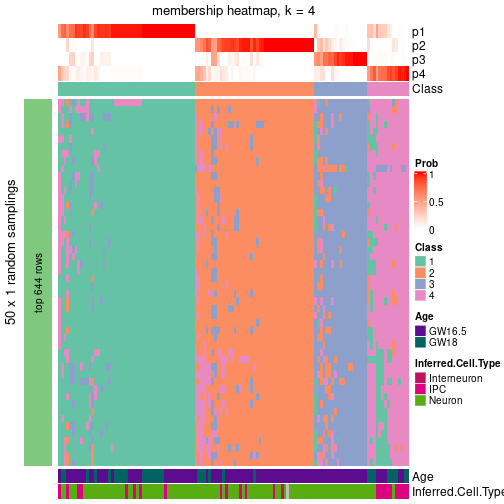 membership heatmap, k = 4
p1
p2
p3
p4
Class
50 x 1 random samplings
top 644 rows
Prob
1
0.5
0
Class
1
2
3
4
Age
GW16.5
GW18
Inferred.Cell.Type
Interneuron
IPC
Neuron
Age
Inferred.Cell.Type